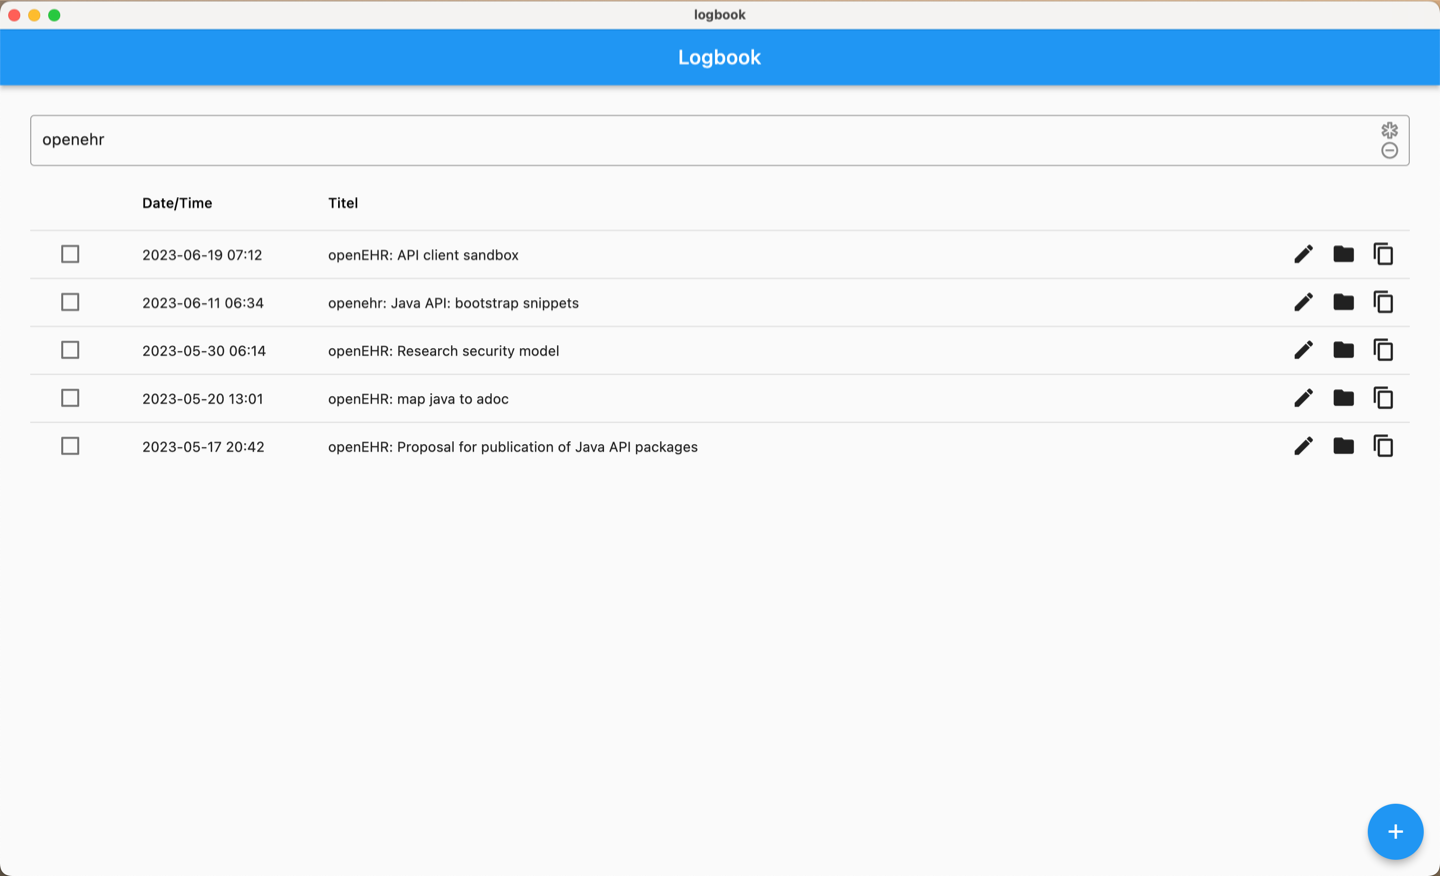 logbook
Logbook
openehr
Date/Time Titel
2023-06-19 07:12 openEHR: API client sandbox
2023-06-11 06:34 openehr: Java API: bootstrap snippets
2023-05-30 06:14 openEHR: Research security model
2023-05-20 13:01 openEHR: map java to adoc
2023-05-17 20:42 openEHR: Proposal for publication of Java API packages